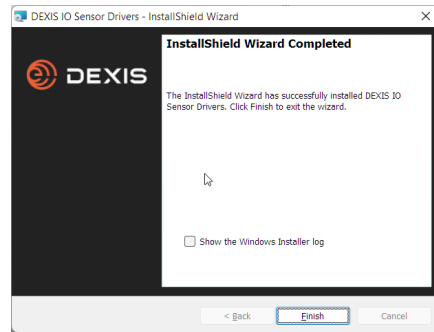 DEXIS IO Sensor Drivers - InstallShield Wizard
InstallShield Wizard Completed
DEXIS
The InstallShield Wizard has successfully installed DEXIS IO
Sensor Drivers. Click Finish to exit the wizard.
Show the Windows Installer log
< Back
Finish
Cancel